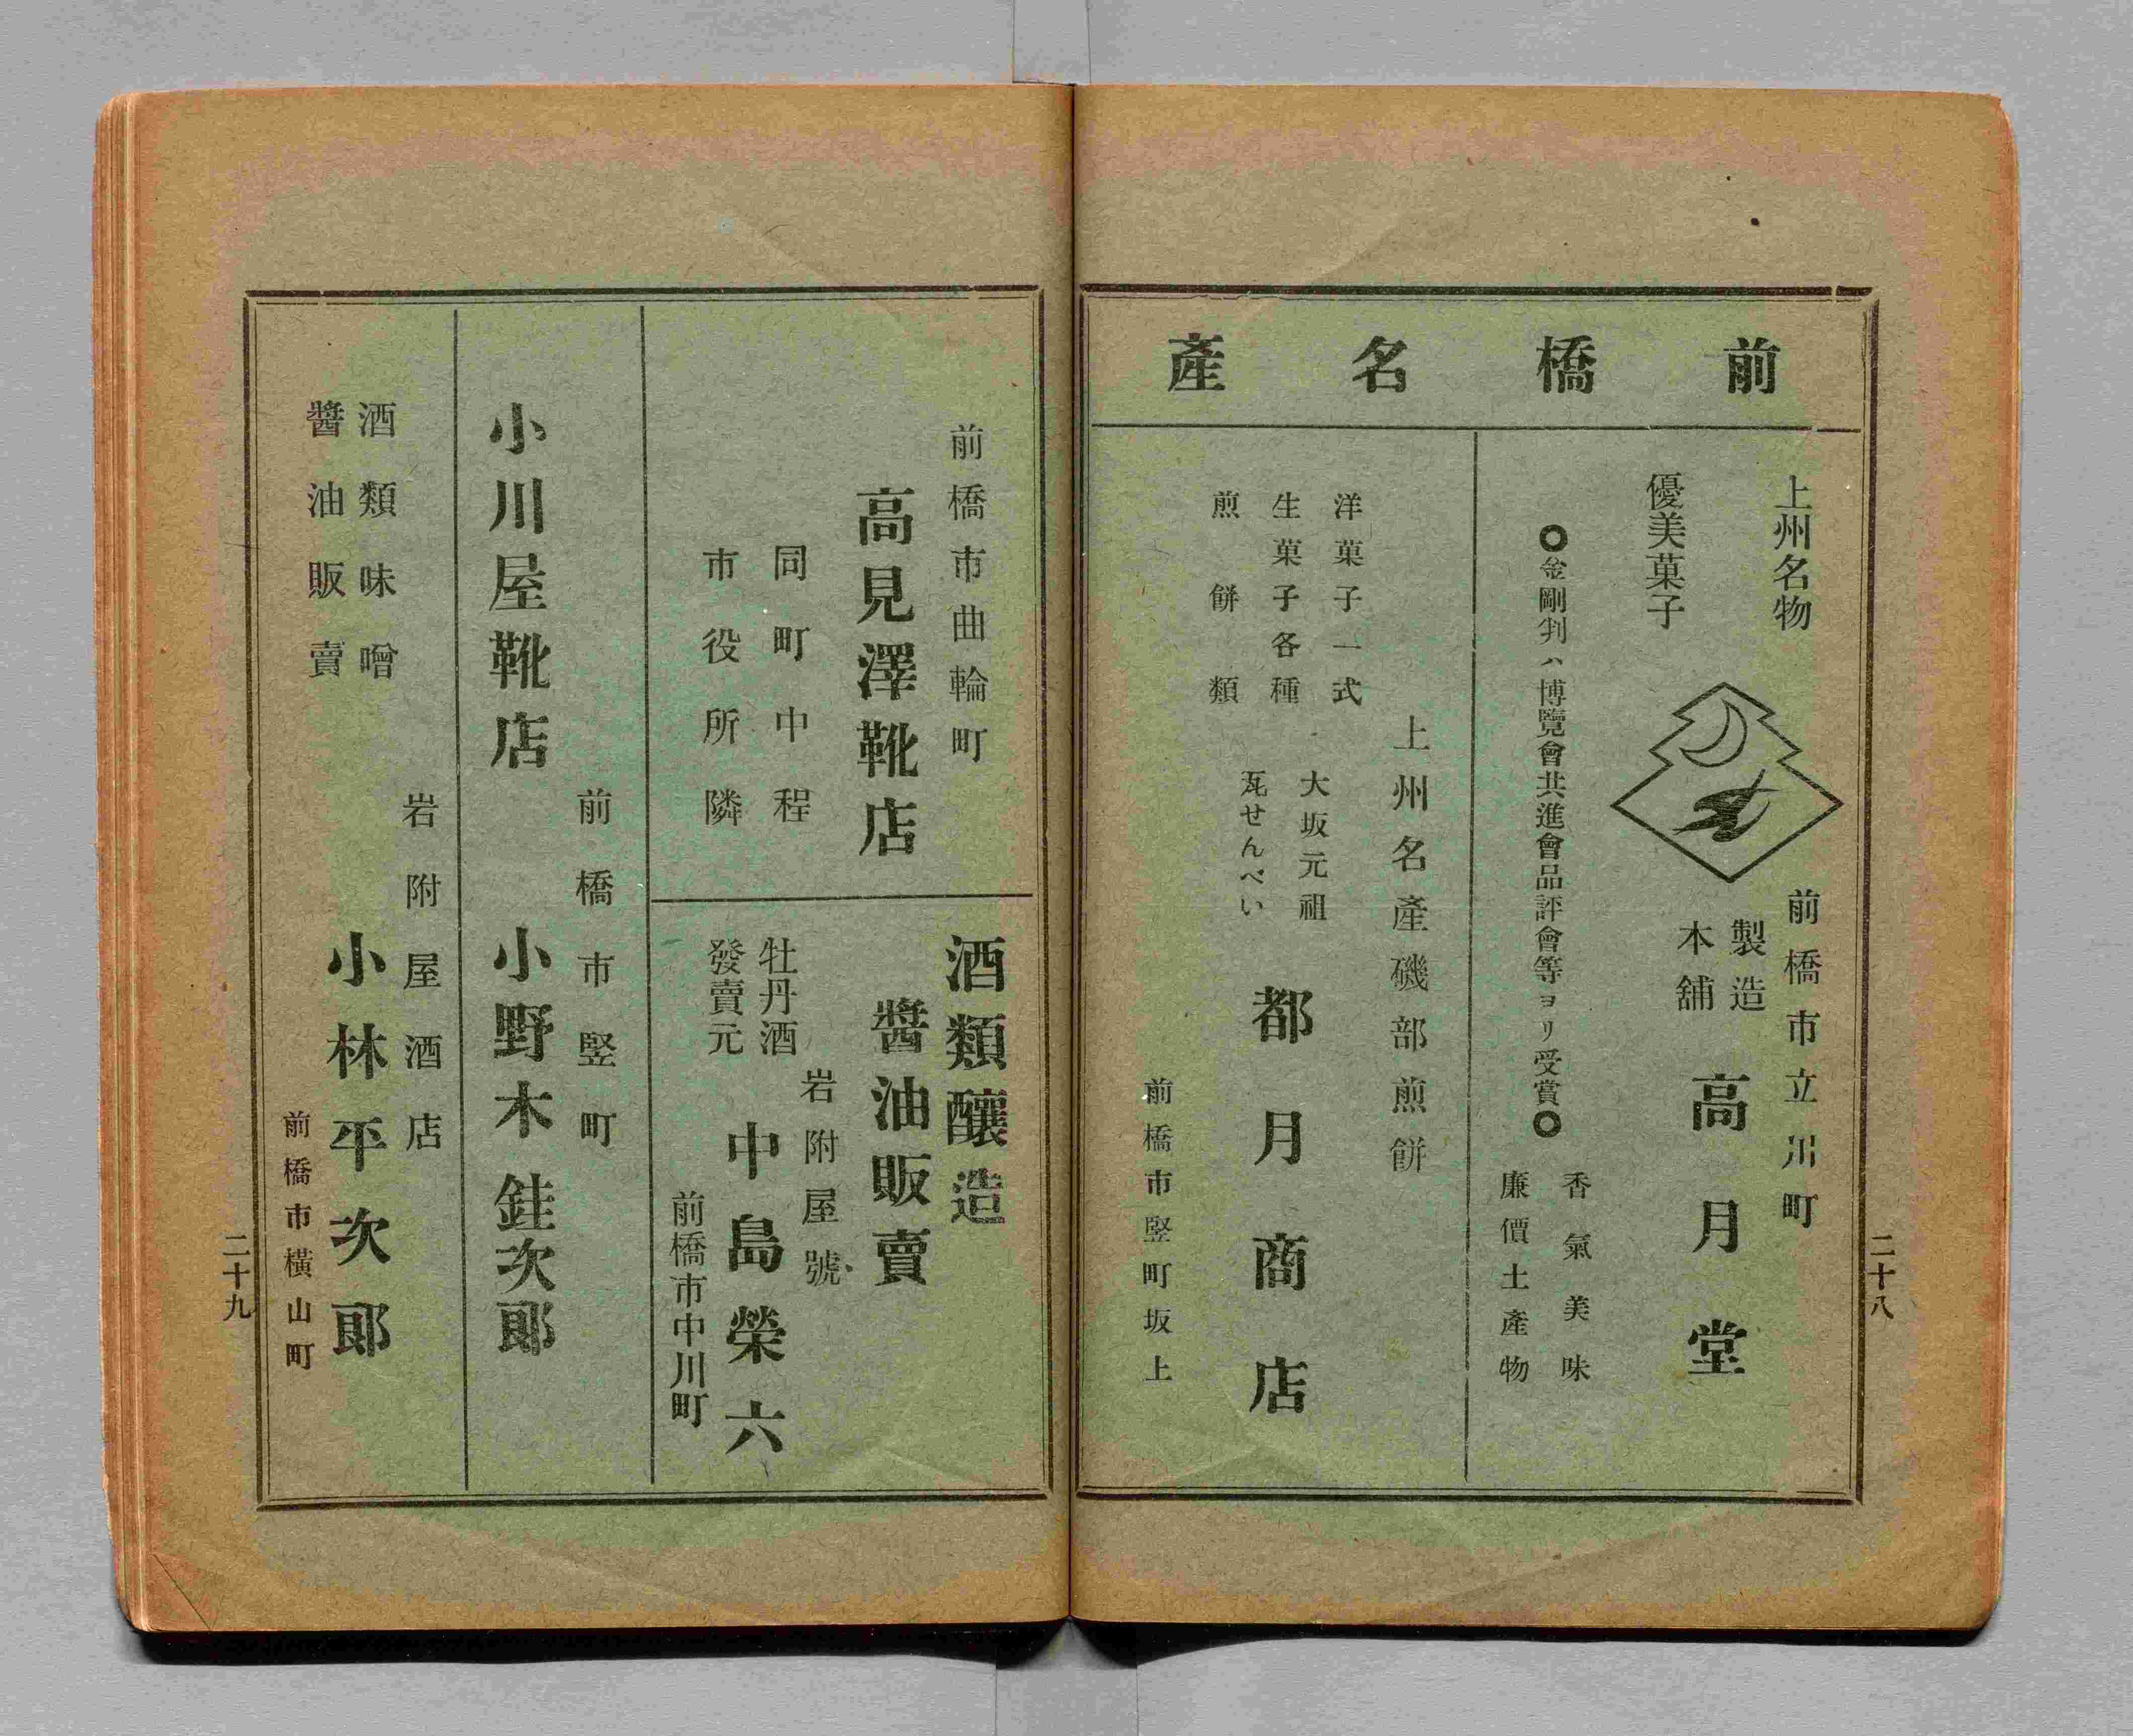 前橋名產
上州名物
優美菓子
前橋市立川町
製造
本舖
高月堂
〇金剛判ハ博覽會共進會品評會等ヨリ受賞〇
香氣美味
廉價土產物
上州名產磯部煎餅
洋菓子一式
生菓子各種
煎餅類
大坂元祖
瓦せんべい
都月商店
前橋市竪町坂上
二十八
前橋市曲輪町
高見澤靴店
同町中程
市役所隣
酒類釀造
醬油販賣
岩附屋號
牡丹酒
發賣元
中島榮六
前橋市中川町
前橋市竪町
小川屋靴店
小野木銈次郎
酒類味噌
醬油販賣
岩附屋酒店
小林平次郎
前橋市橫山町
二十九